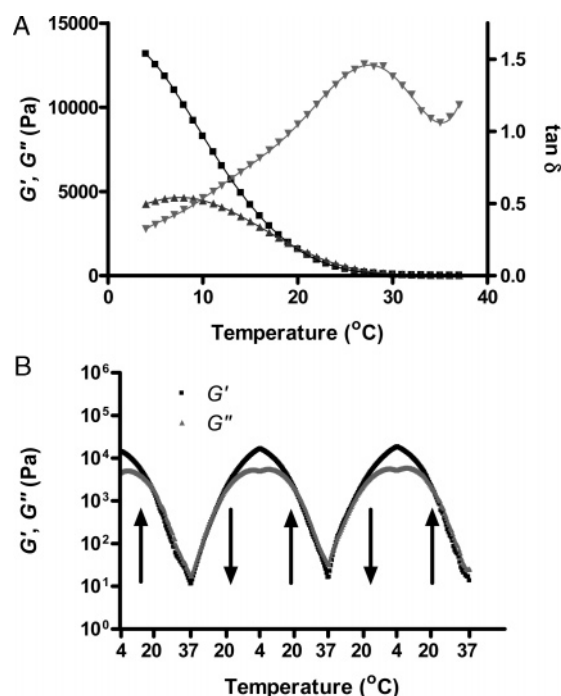 A
15000
10000
5000
0
G', G" (Pa)
1.5
1.0
0.5
0.0
tan δ
0 10 20 30 40
Temperature (°C)
B
10⁶
10⁵
10⁴
10³
10²
10¹
10⁰
G', G" (Pa)
G'
G"
4 20 37 20 4 20 37 20 4 20 37
Temperature (°C)